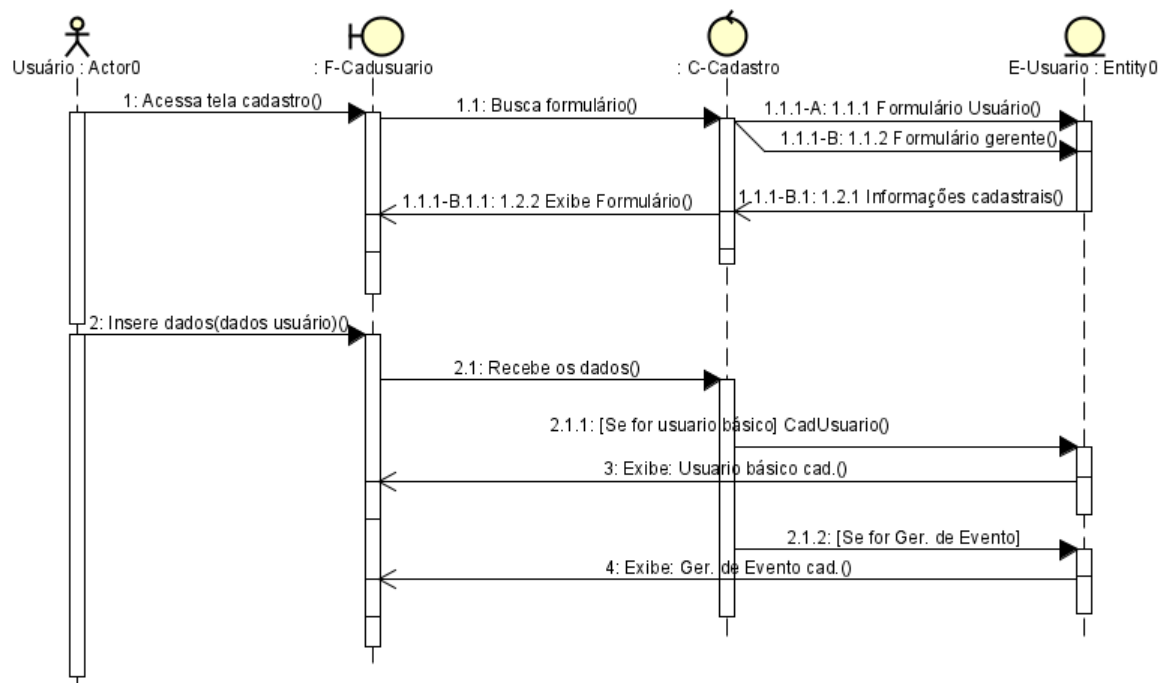 Usuário : Actor0
: F-Cadusuario
: C-Cadastro
E-Usuario : Entity0
1: Acessa tela cadastro()
1.1: Busca formulário()
1.1.1-A: 1.1.1 Formulário Usuário()
1.1.1-B: 1.1.2 Formulário gerente()
1.1.1-B.1: 1.2.1 Informações cadastrais()
1.1.1-B.1.1: 1.2.2 Exibe Formulário()
2: Insere dados(dados usuário)()
2.1: Recebe os dados()
2.1.1: [Se for usuario básico] CadUsuario()
3: Exibe: Usuario básico cad.()
2.1.2: [Se for Ger. de Evento]
4: Exibe: Ger. de Evento cad.()